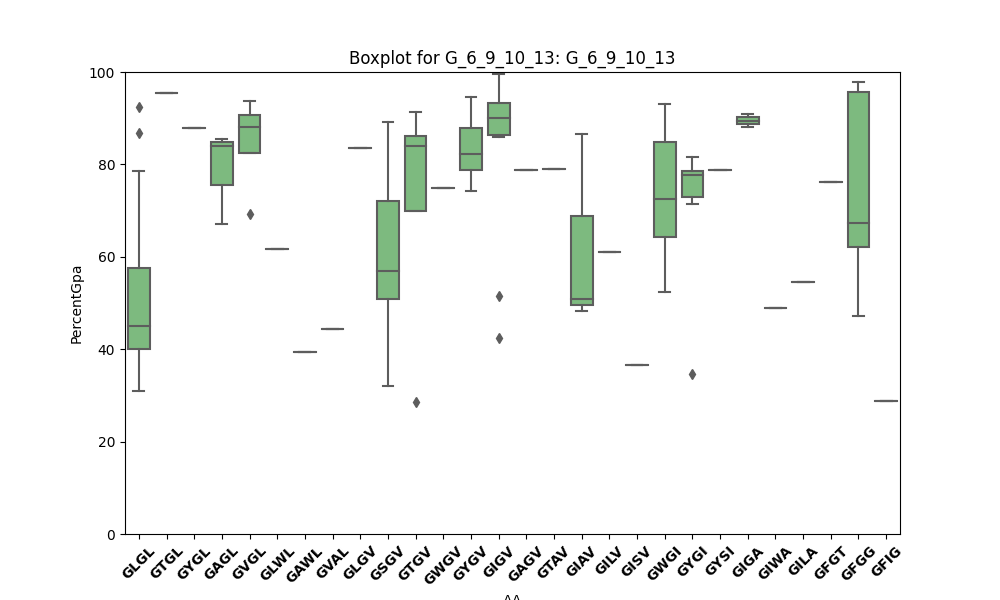 Boxplot for G_6_9_10_13: G_6_9_10_13
100
80
60
40
20
0
PercentGpa
GLGL GTGL GYGL GAGL GVGL GLWL GAWL GVAL GLGV GSGV GTGV GWGV GYGV GIGV GAGV GTAV GIAV GILV GISV GWGI GYGI GYSI GIGA GIWA GILA GFGT GFGG GFIG
AA